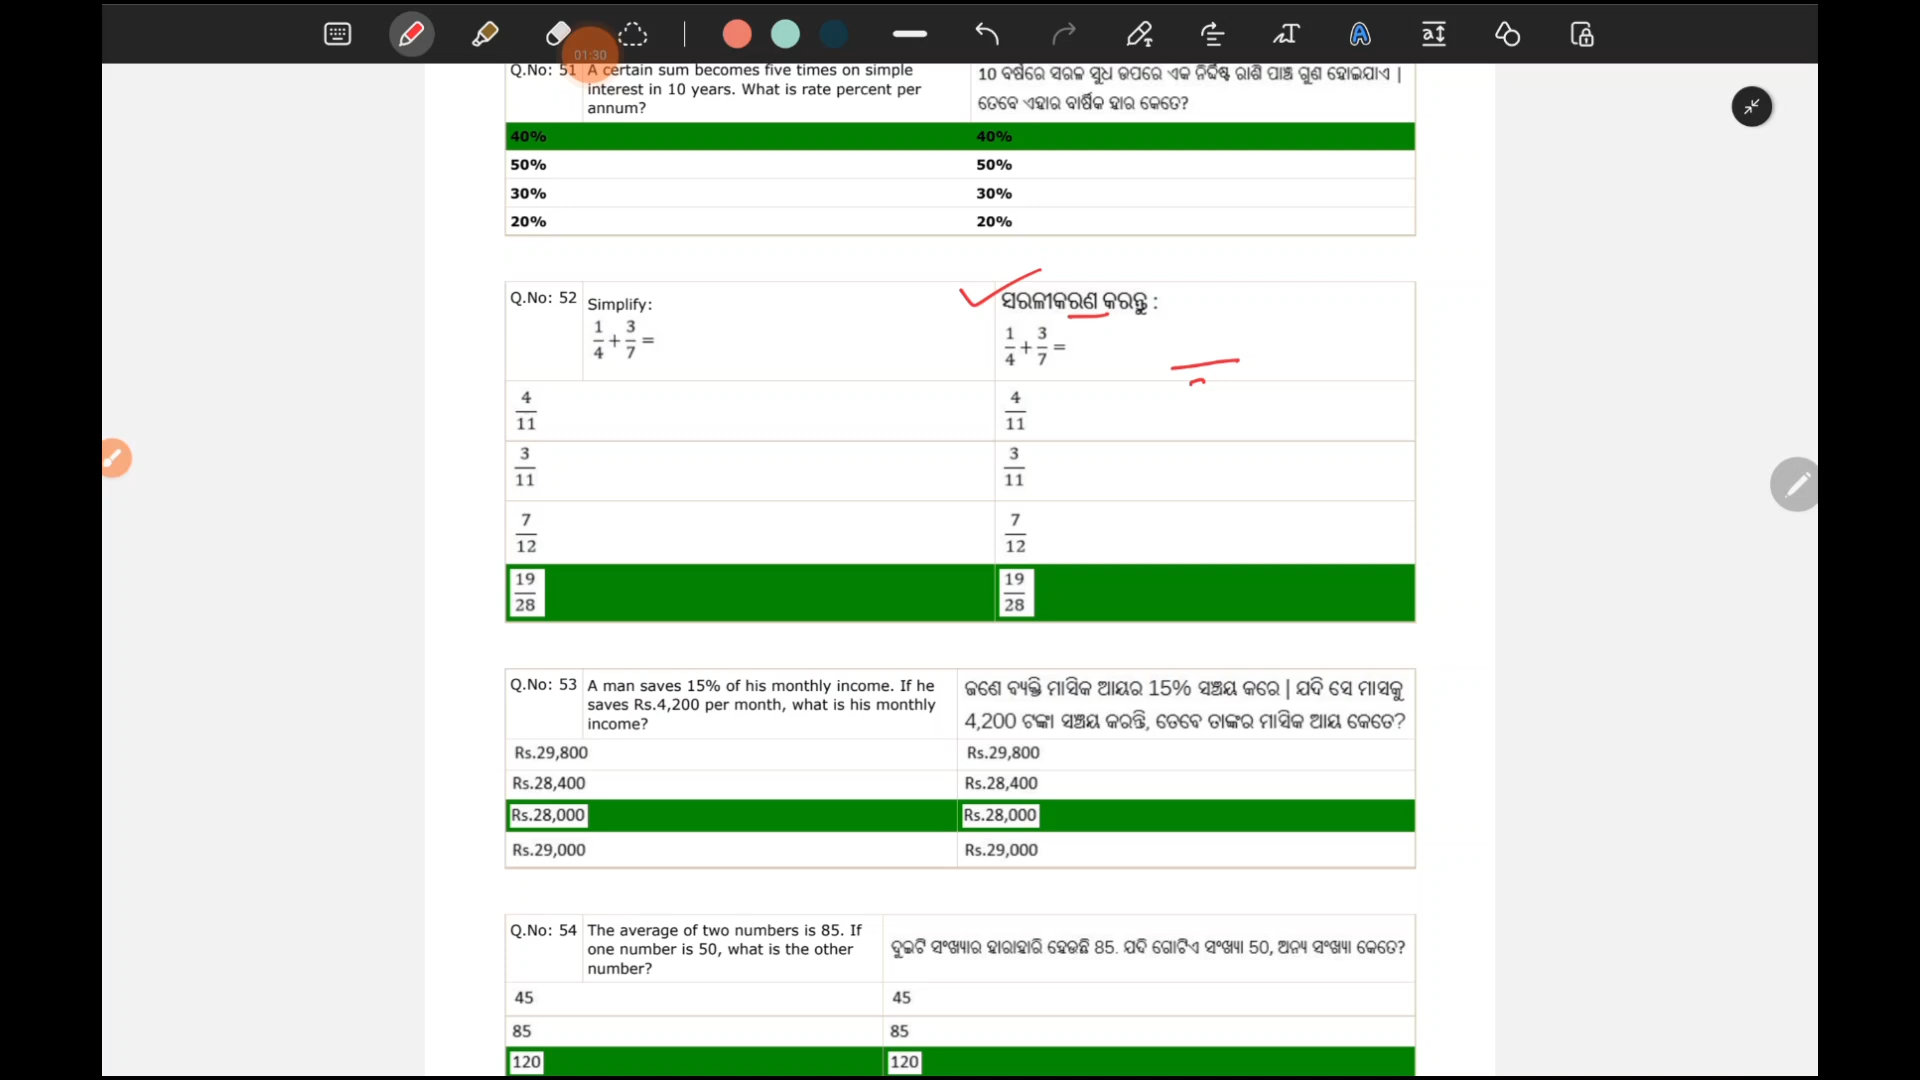 01:30
Q.No: 51
A certain sum becomes five times on simple
interest in 10 years. What is rate percent per
annum?
10 ବର୍ଷରେ ସରଳ ସୁଧ ଉପରେ ଏକ ନିର୍ଦ୍ଦିଷ୍ଟ ରାଶି ପାଞ୍ଚ ଗୁଣ ହୋଇଯାଏ |
ତେବେ ଏହାର ବାର୍ଷିକ ହାର କେତେ?
40% 40%
50% 50%
30% 30%
20% 20%
Q.No: 52
Simplify:
1/4 + 3/7 =
ସରଳୀକରଣ କରନ୍ତୁ :
1/4 + 3/7 =
4/11 4/11
3/11 3/11
7/12 7/12
19/28 19/28
Q.No: 53
A man saves 15% of his monthly income. If he
saves Rs.4,200 per month, what is his monthly
income?
ଜଣେ ବ୍ୟକ୍ତି ମାସିକ ଆୟର 15% ସଞ୍ଚୟ କରେ | ଯଦି ସେ ମାସକୁ
4,200 ଟଙ୍କା ସଞ୍ଚୟ କରନ୍ତି, ତେବେ ତାଙ୍କର ମାସିକ ଆୟ କେତେ?
Rs.29,800 Rs.29,800
Rs.28,400 Rs.28,400
Rs.28,000 Rs.28,000
Rs.29,000 Rs.29,000
Q.No: 54
The average of two numbers is 85. If
one number is 50, what is the other
number?
ଦୁଇଟି ସଂଖ୍ୟାର ହାରାହାରି ହେଉଛି 85. ଯଦି ଗୋଟିଏ ସଂଖ୍ୟା 50, ଅନ୍ୟ ସଂଖ୍ୟା କେତେ?
45 45
85 85
120 120